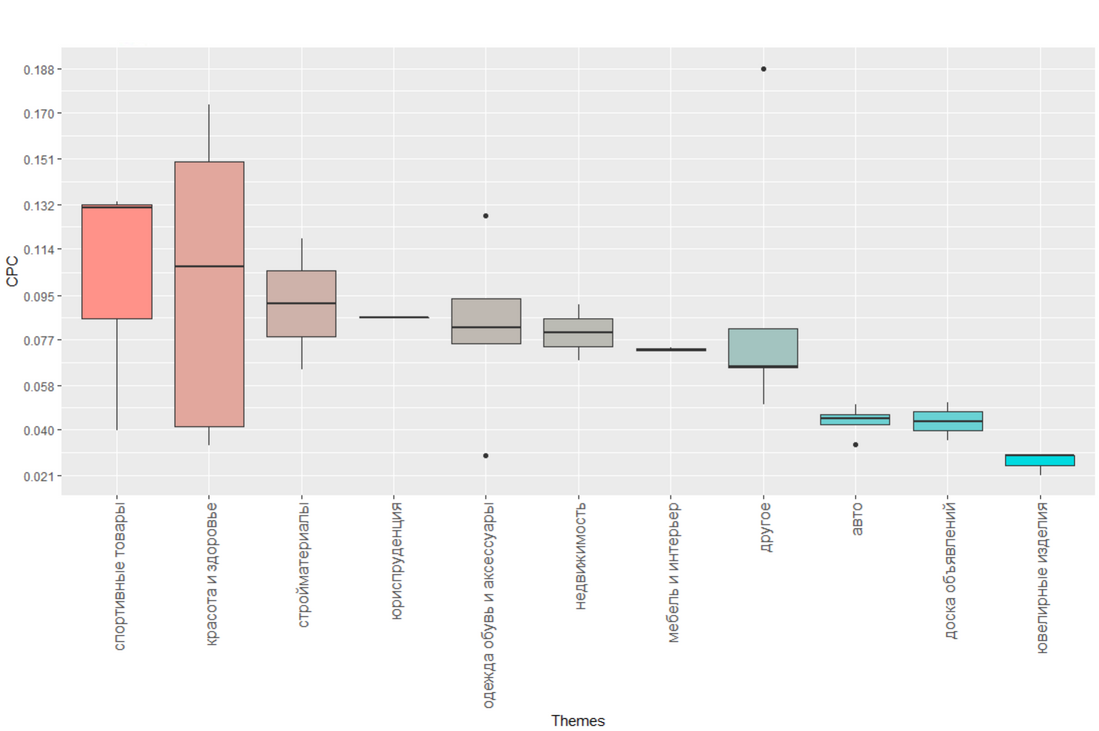 0.188
0.170
0.151
0.132
0.114
0.095
0.077
0.058
0.040
0.021
CPC
спортивные товары
красота и здоровье
стройматериалы
юриспруденция
одежда обувь и аксессуары
недвижимость
мебель и интерьер
другое
авто
доска объявлений
ювелирные изделия
Themes